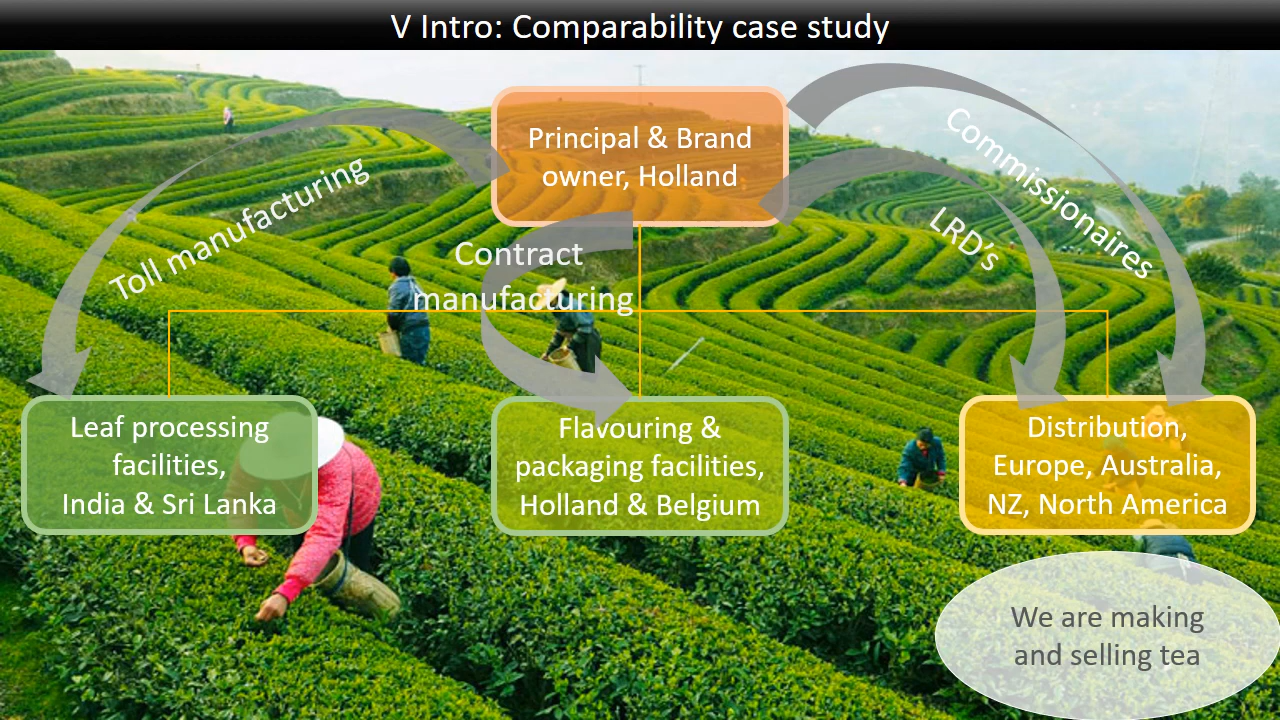 V Intro: Comparability case study
Principal & Brand
owner, Holland
Toll manufacturing
Contract
manufacturing
LRD's
Commissionaires
Leaf processing
facilities,
India & Sri Lanka
Flavouring &
packaging facilities,
Holland & Belgium
Distribution,
Europe, Australia,
NZ, North America
We are making
and selling tea